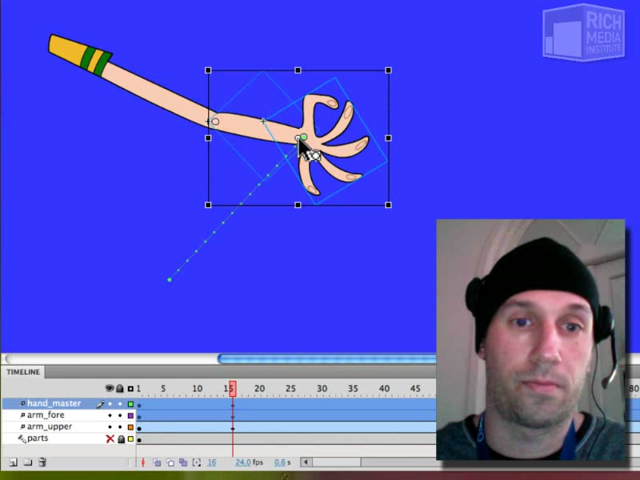 RICH
MEDIA
INSTITUTE
TIMELINE
1 5 10 15 20 25 30 35 40 45 80
hand_master
arm_fore
arm_upper
parts
16 24.0 fps 0.6 s